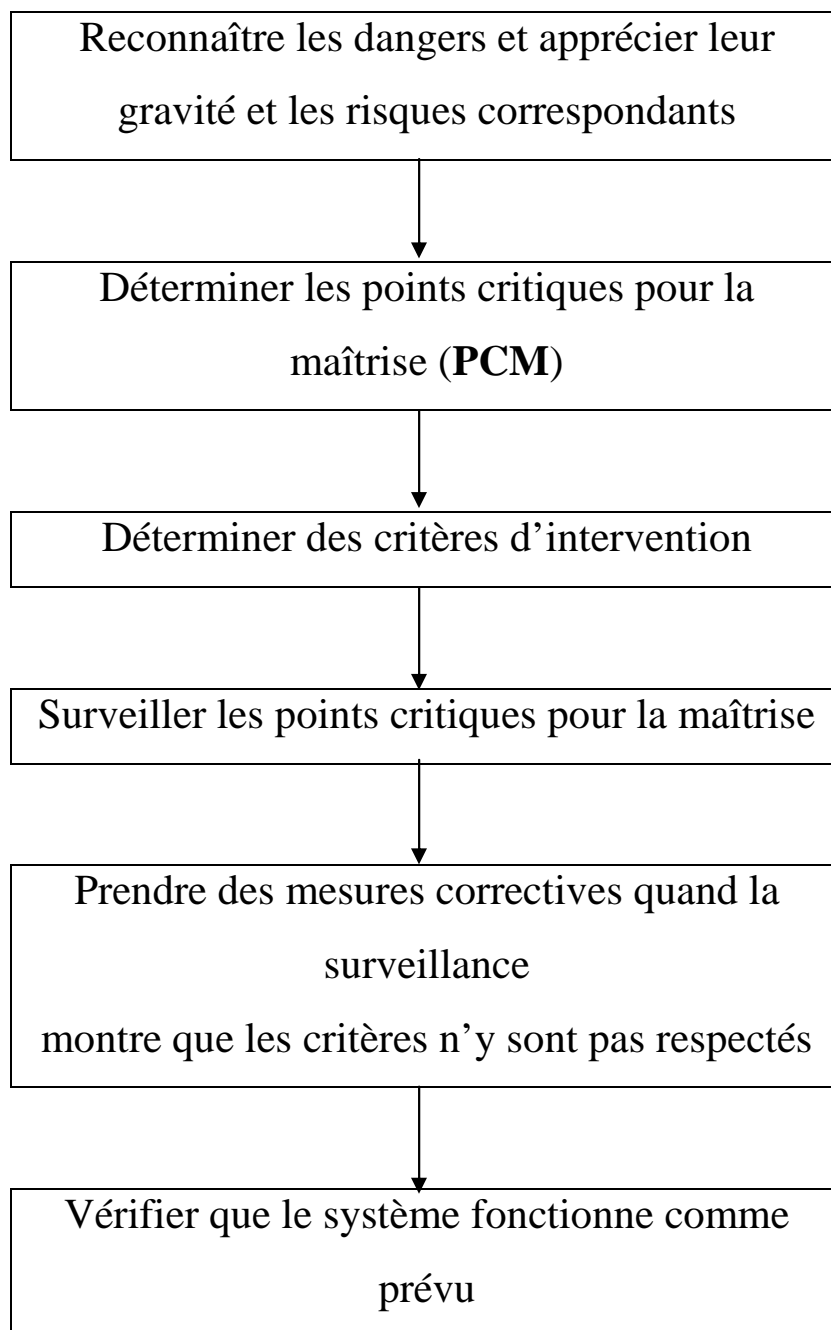 Reconnaître les dangers et apprécier leur
gravité et les risques correspondants
Déterminer les points critiques pour la
maîtrise (PCM)
Déterminer des critères d’intervention
Surveiller les points critiques pour la maîtrise
Prendre des mesures correctives quand la
surveillance
montre que les critères n’y sont pas respectés
Vérifier que le système fonctionne comme
prévu